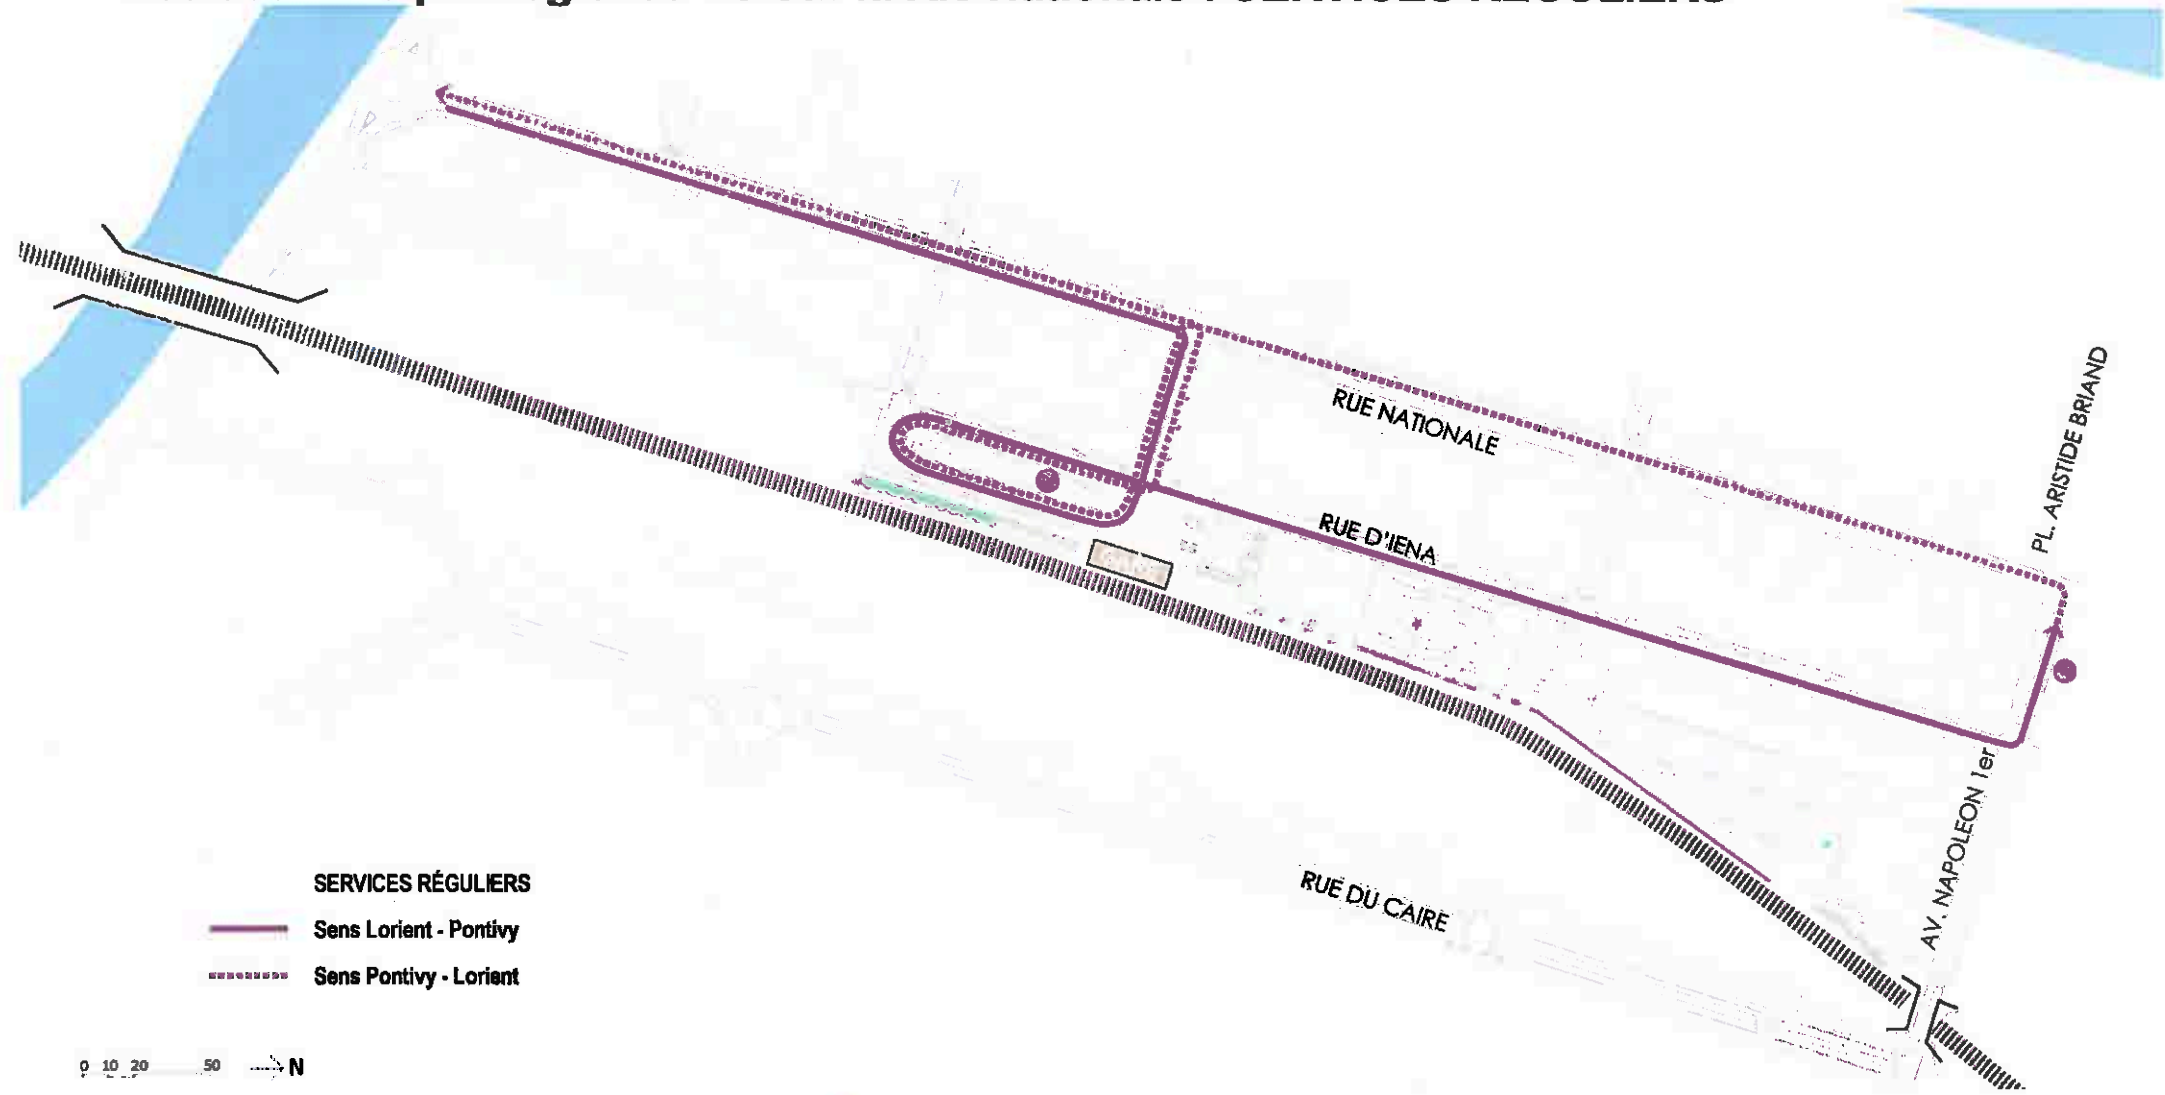 RUE NATIONALE
PL. ARISTIDE BRIAND
RUE D'IENA
AV. NAPOLEON 1er
RUE DU CAIRE
SERVICES RÉGULIERS
Sens Lorient - Pontivy
Sens Pontivy - Lorient
0 10 20 50 N